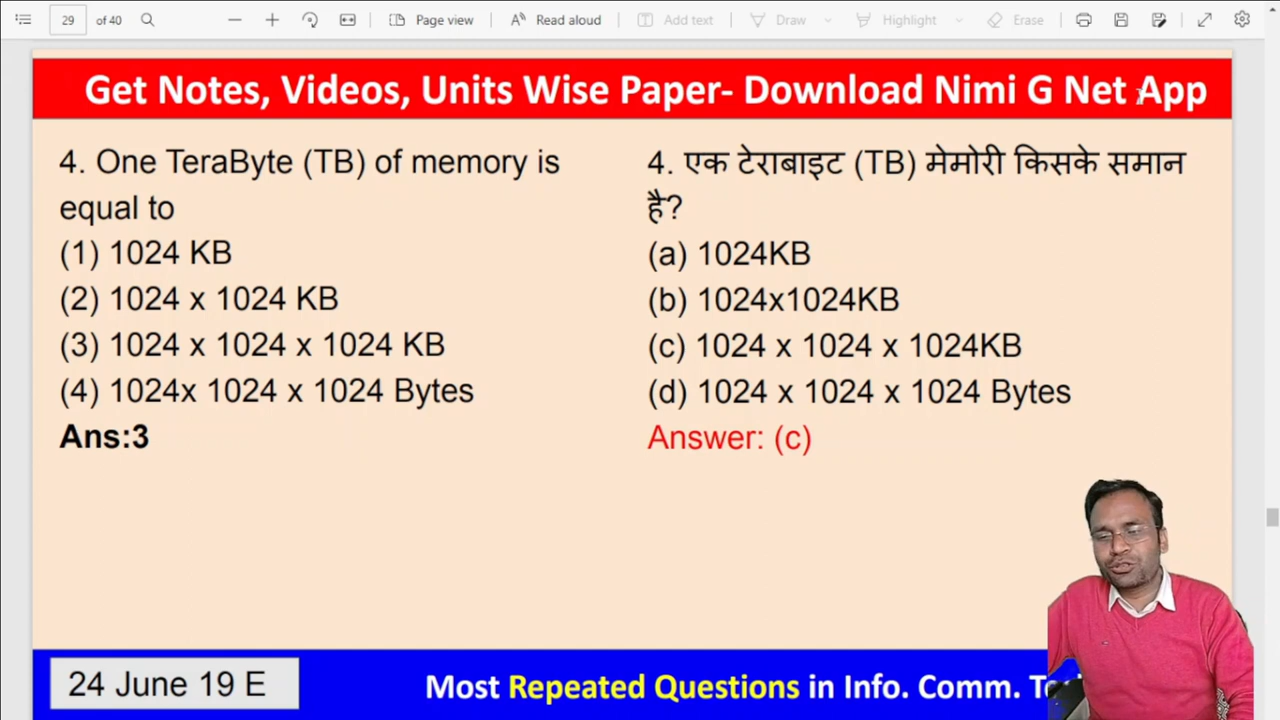 29 of 40 Page view Read aloud Add text Draw Highlight Erase
Get Notes, Videos, Units Wise Paper- Download Nimi G Net App
4. One TeraByte (TB) of memory is
equal to
(1) 1024 KB
(2) 1024 x 1024 KB
(3) 1024 x 1024 x 1024 KB
(4) 1024x 1024 x 1024 Bytes
Ans:3
4. एक टेराबाइट (TB) मेमोरी किसके समान
है?
(a) 1024KB
(b) 1024x1024KB
(c) 1024 x 1024 x 1024KB
(d) 1024 x 1024 x 1024 Bytes
Answer: (c)
24 June 19 E
Most Repeated Questions in Info. Comm.